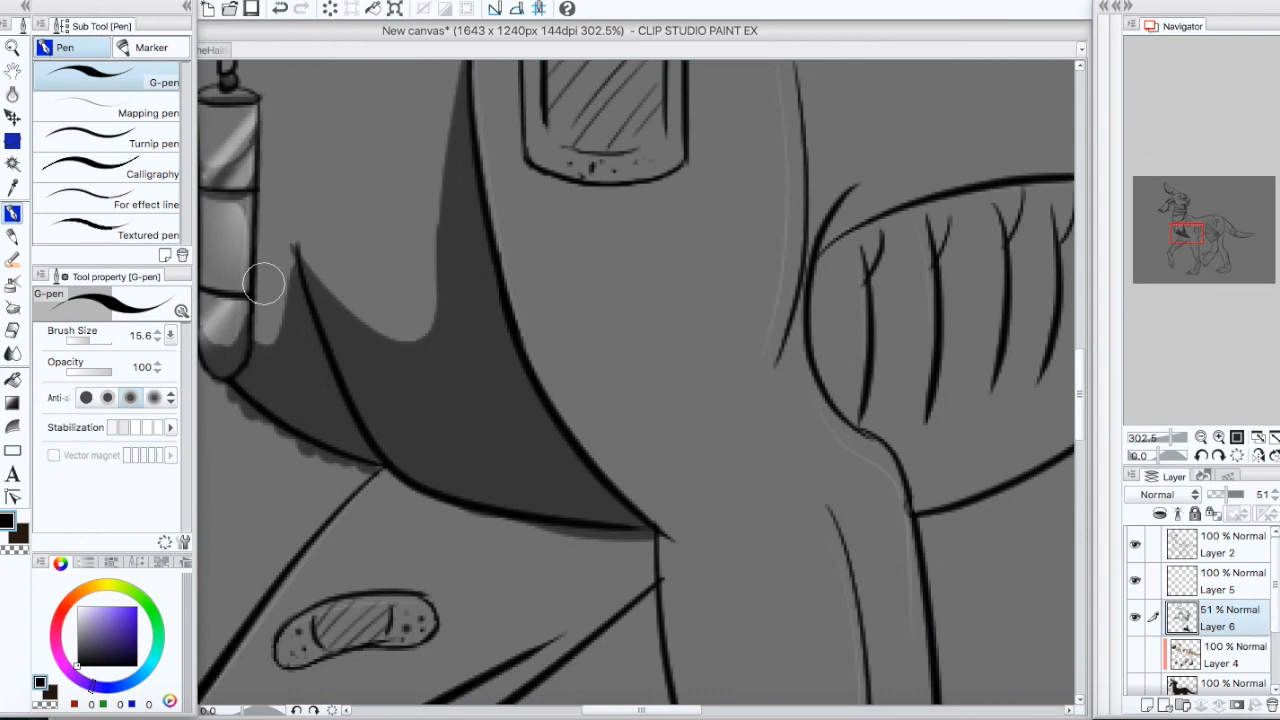 Sub Tool [Pen]
Pen
Marker
G-pen
Mapping pen
Turnip pen
Calligraphy
For effect line
Textured pen
Tool property [G-pen]
G-pen
Brush Size 15.6
Opacity 100
Stabilization
Vector magnet
0 0 0
New canvas* (1643 x 1240px 144dpi 302.5%) - CLIP STUDIO PAINT EX
Navigator
302.5
0.0
Layer
Normal 51
100 % Normal
Layer 2
100 % Normal
Layer 5
51 % Normal
Layer 6
100 % Normal
Layer 4
100 % Normal